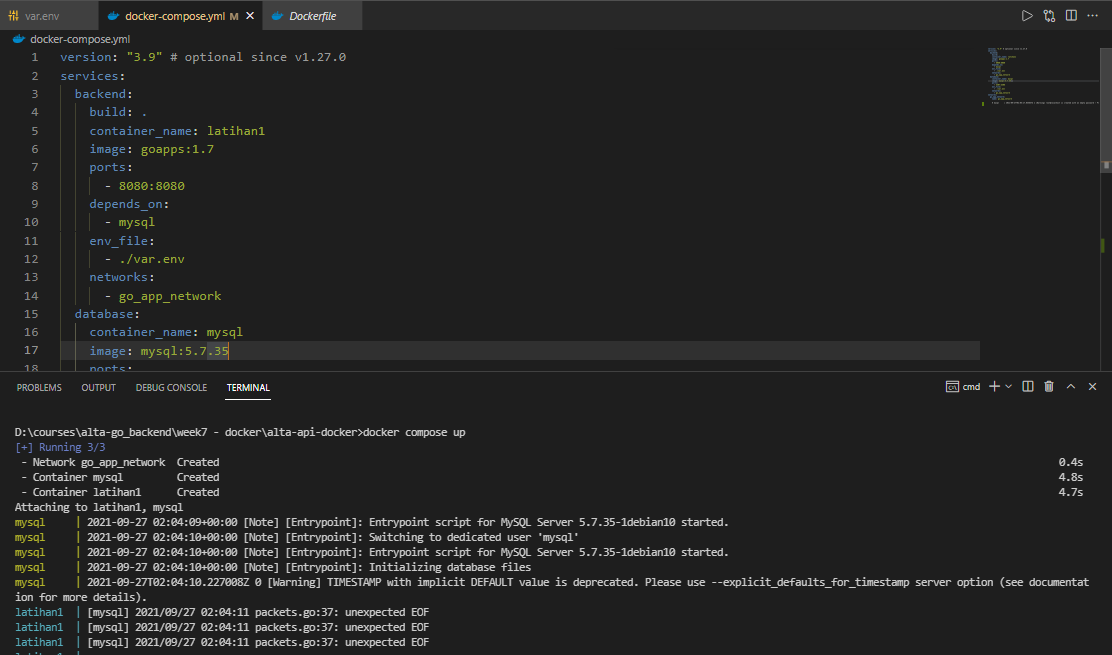 var.env
docker-compose.yml M
Dockerfile
docker-compose.yml
1 version: "3.9" # optional since v1.27.0
2 services:
3 backend:
4 build: .
5 container_name: latihan1
6 image: goapps:1.7
7 ports:
8 - 8080:8080
9 depends_on:
10 - mysql
11 env_file:
12 - ./var.env
13 networks:
14 - go_app_network
15 database:
16 container_name: mysql
17 image: mysql:5.7.35
18 ports:
PROBLEMS OUTPUT DEBUG CONSOLE TERMINAL cmd
D:\courses\alta-go_backend\week7 - docker\alta-api-docker>docker compose up
[+] Running 3/3
- Network go_app_network Created 0.4s
- Container mysql Created 4.8s
- Container latihan1 Created 4.7s
Attaching to latihan1, mysql
mysql | 2021-09-27 02:04:09+00:00 [Note] [Entrypoint]: Entrypoint script for MySQL Server 5.7.35-1debian10 started.
mysql | 2021-09-27 02:04:10+00:00 [Note] [Entrypoint]: Switching to dedicated user 'mysql'
mysql | 2021-09-27 02:04:10+00:00 [Note] [Entrypoint]: Entrypoint script for MySQL Server 5.7.35-1debian10 started.
mysql | 2021-09-27 02:04:10+00:00 [Note] [Entrypoint]: Initializing database files
mysql | 2021-09-27T02:04:10.227008Z 0 [Warning] TIMESTAMP with implicit DEFAULT value is deprecated. Please use --explicit_defaults_for_timestamp server option (see documentat
ion for more details).
latihan1 | [mysql] 2021/09/27 02:04:11 packets.go:37: unexpected EOF
latihan1 | [mysql] 2021/09/27 02:04:11 packets.go:37: unexpected EOF
latihan1 | [mysql] 2021/09/27 02:04:11 packets.go:37: unexpected EOF